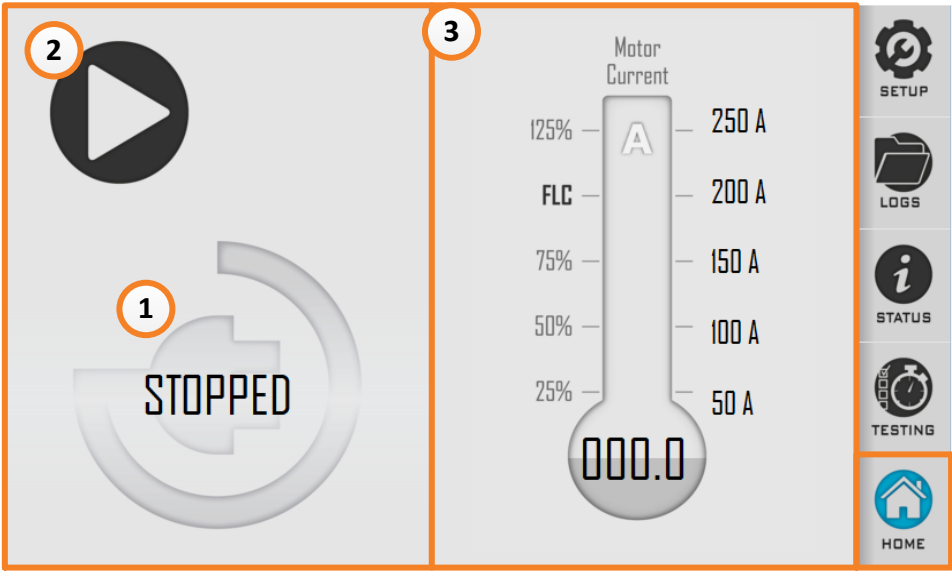 2
3
Motor
Current
125%
A
250 A
FLC
200 A
75%
150 A
50%
100 A
25%
50 A
000.0
1
STOPPED
SETUP
LOGS
STATUS
TESTING
HOME